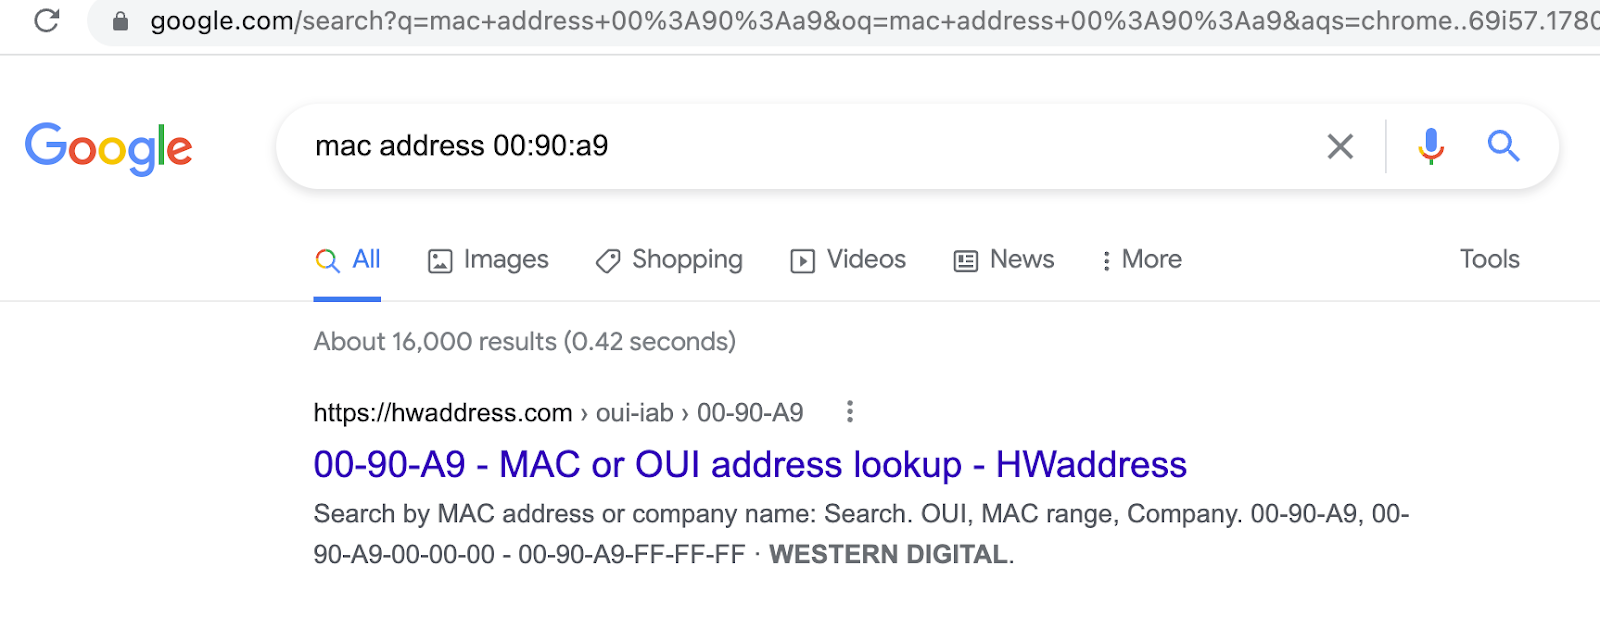 google.com/search?q=mac+address+00%3A90%3Aa9&oq=mac+address+00%3A90%3Aa9&aqs=chrome..69i57.1780
Google
mac address 00:90:a9
All Images Shopping Videos News More Tools
About 16,000 results (0.42 seconds)
https://hwaddress.com › oui-iab › 00-90-A9
00-90-A9 - MAC or OUI address lookup - HWaddress
Search by MAC address or company name: Search. OUI, MAC range, Company. 00-90-A9, 00-
90-A9-00-00-00 - 00-90-A9-FF-FF-FF · WESTERN DIGITAL.